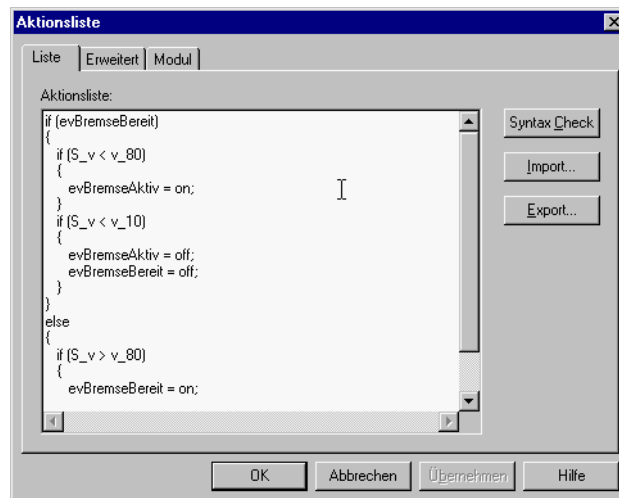 Aktionsliste
Liste Erweitert Modul
Aktionsliste:
if (evBremseBereit)
{
if (S_v < v_80)
{
evBremseAktiv = on;
}
if (S_v < v_10)
{
evBremseAktiv = off;
evBremseBereit = off;
}
}
else
{
if (S_v > v_80)
{
evBremseBereit = on;
Syntax Check
Import...
Export...
OK Abbrechen Übernehmen Hilfe